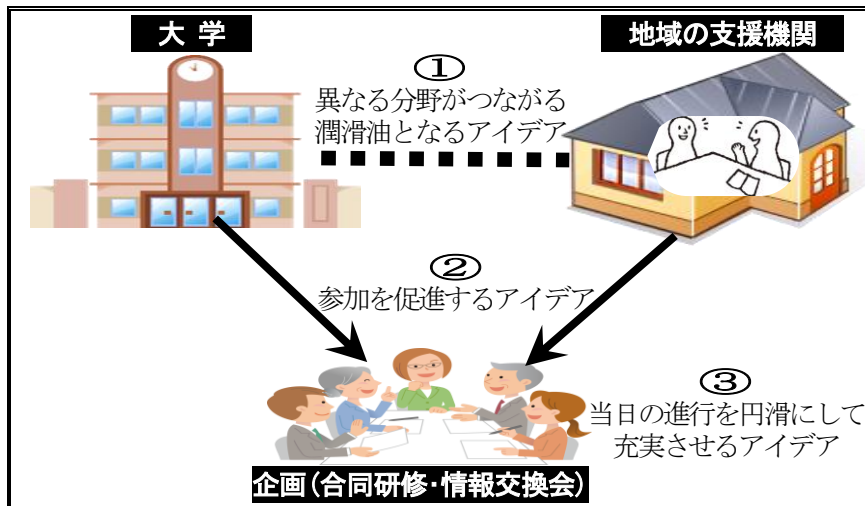 大学
地域の支援機関
①
異なる分野がつながる
潤滑油となるアイデア
②
参加を促進するアイデア
③
当日の進行を円滑にして
充実させるアイデア
企画(合同研修・情報交換会)